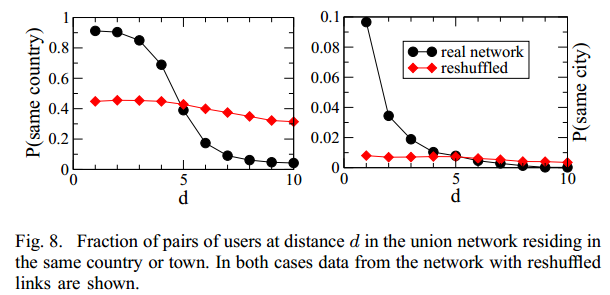 1
0.8
0.6
0.4
0.2
0
0
5
10
d
P(same country)
0.1
0.08
0.06
0.04
0.02
0
0
5
10
d
P(same city)
real network
reshuffled
Fig. 8. Fraction of pairs of users at distance d in the union network residing in
the same country or town. In both cases data from the network with reshuffled
links are shown.